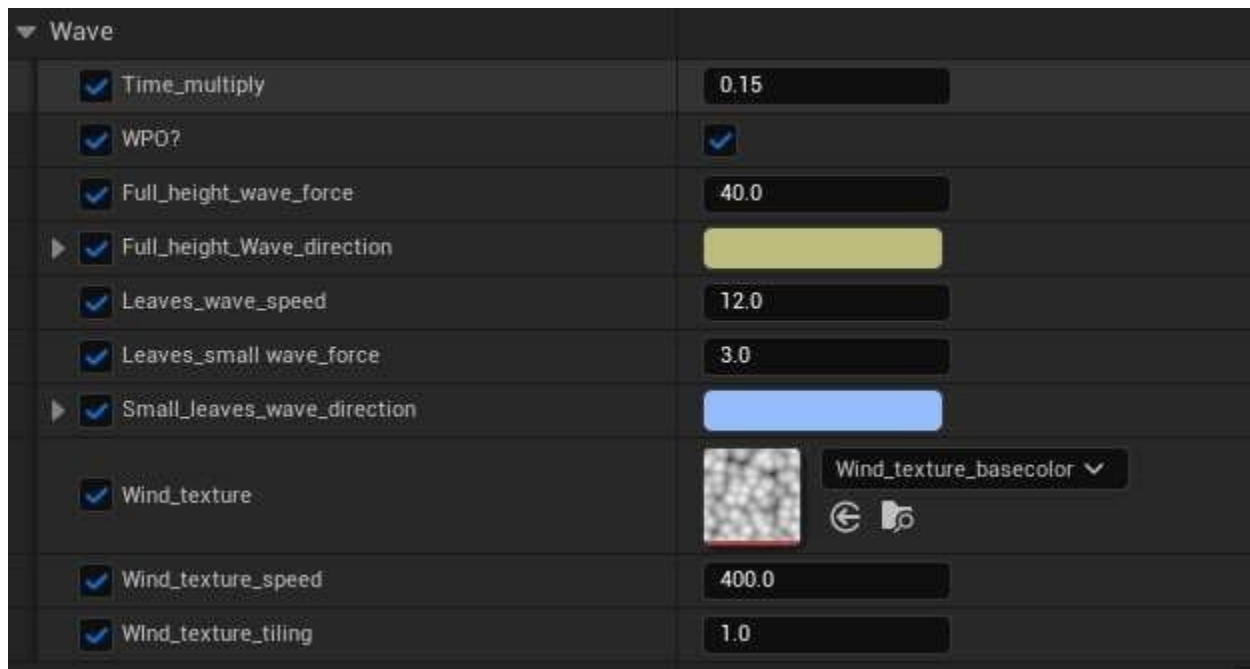 Wave
Time_multiply 0.15
WPO?
Full_height_wave_force 40.0
Full_height_Wave_direction
Leaves_wave_speed 12.0
Leaves_small wave_force 3.0
Small_leaves_wave_direction
Wind_texture Wind_texture_basecolor
Wind_texture_speed 400.0
WInd_texture_tiling 1.0